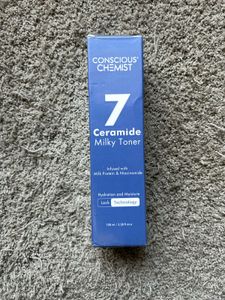 CONSCIOUS
CHEMIST
7
Ceramide
Milky Toner
Infused with
Milk Protein & Niacinamide
Hydration and Moisture
Lock Technology